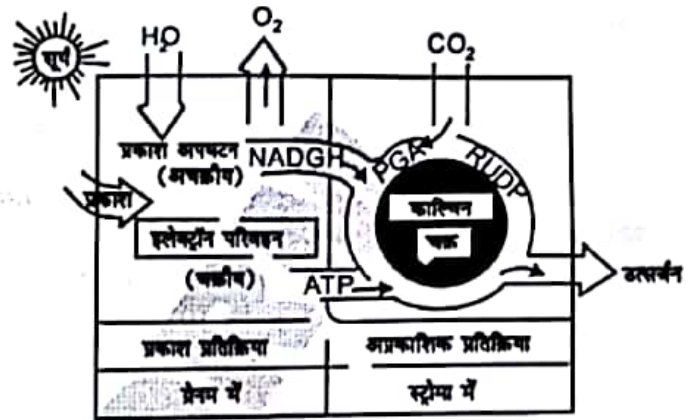 सूर्य
H₂O
O₂
CO₂
प्रकाश अपघटन
(अचक्रीय)
NADGH
PGA
RUDP
प्रकाश
काल्विन
चक्र
इलेक्ट्रॉन परिवहन
(चक्रीय)
ATP
उत्सर्जन
प्रकाश प्रतिक्रिया
अप्रकाशिक प्रतिक्रिया
ग्रेनम में
स्ट्रोमा में